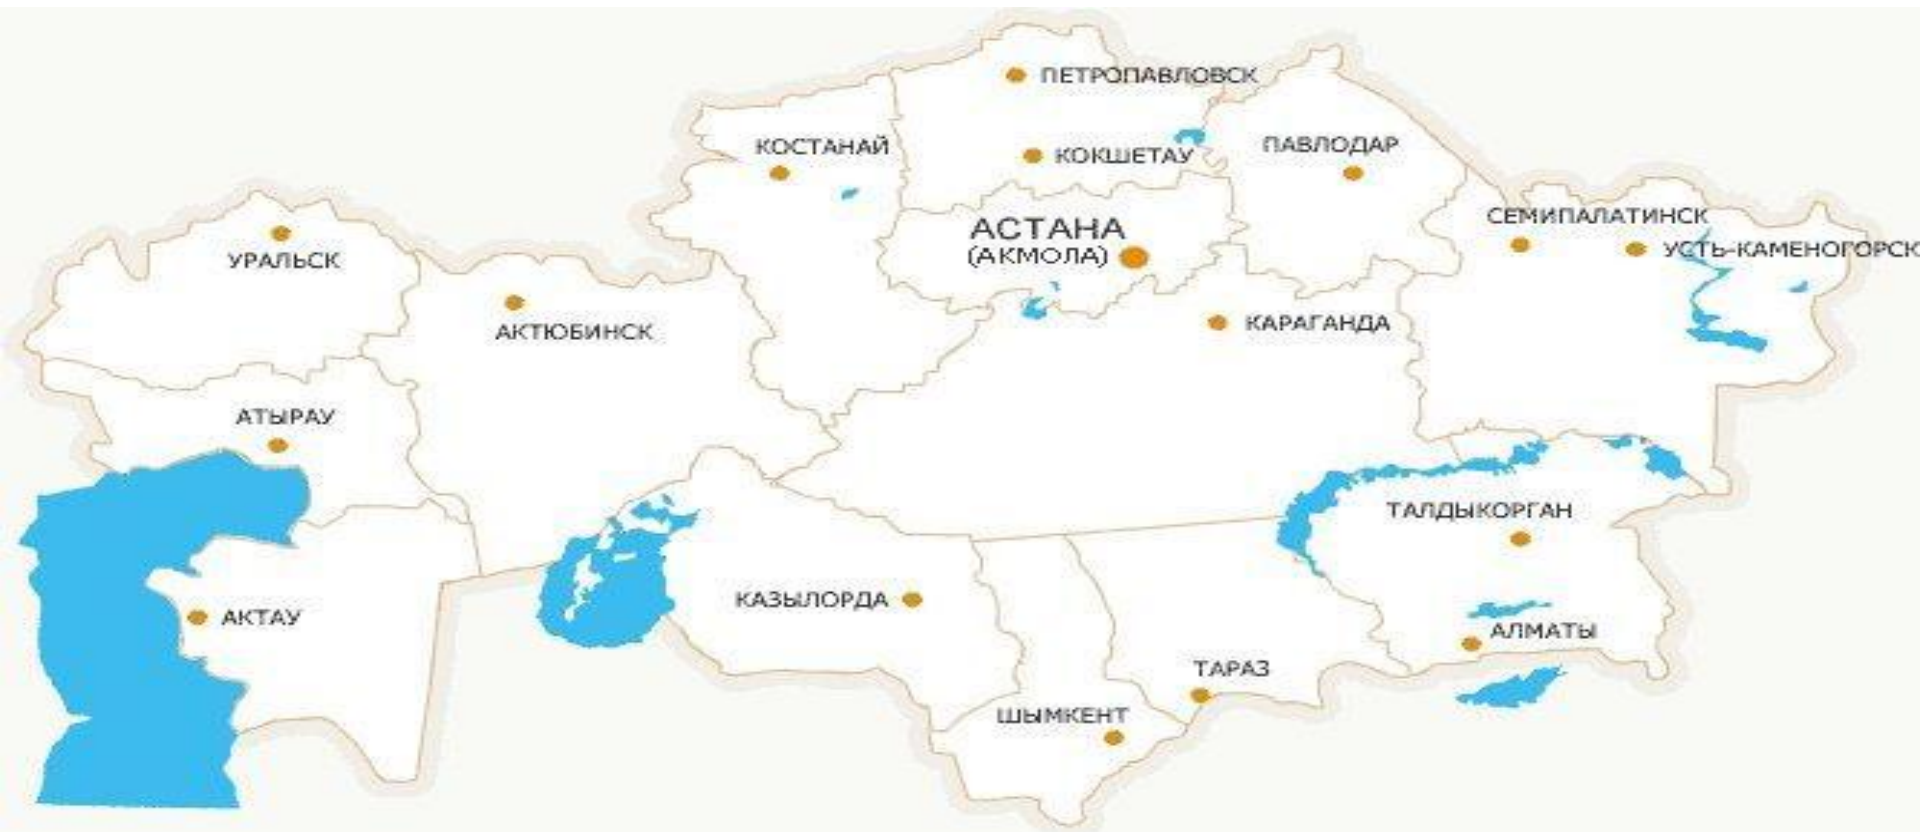 ПЕТРОПАВЛОВСК
КОСТАНАЙ
КОКШЕТАУ
ПАВЛОДАР
СЕМИПАЛАТИНСК
УСТЬ-КАМЕНОГОРСК
АСТАНА
(АКМОЛА)
УРАЛЬСК
АКТЮБИНСК
КАРАГАНДА
АТЫРАУ
ТАЛДЫКОРГАН
КАЗЫЛОРДА
АКТАУ
АЛМАТЫ
ТАРАЗ
ШЫМКЕНТ